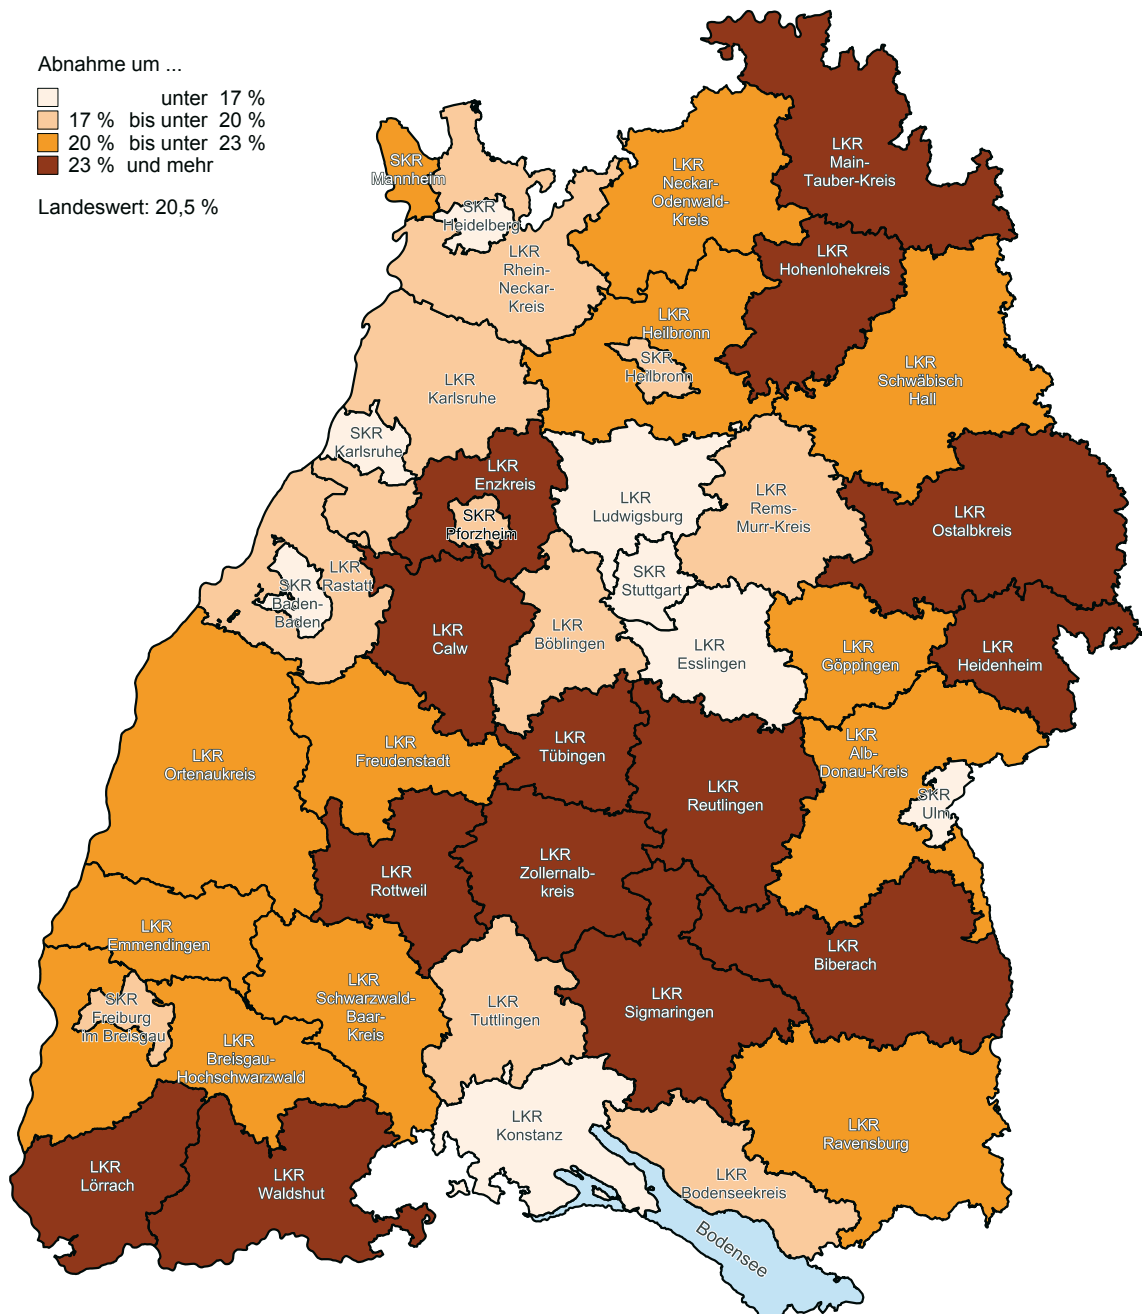 Abnahme um ...
unter 17 %
17 % bis unter 20 %
20 % bis unter 23 %
23 % und mehr
Landeswert: 20,5 %
SKR
Mannheim
SKR
Heidelberg
LKR
Rhein-
Neckar-
Kreis
LKR
Neckar-
Odenwald-
Kreis
LKR
Main-
Tauber-Kreis
LKR
Hohenlohekreis
LKR
Heilbronn
SKR
Heilbronn
LKR
Schwäbisch
Hall
LKR
Karlsruhe
SKR
Karlsruhe
LKR
Enzkreis
SKR
Pforzheim
LKR
Ludwigsburg
LKR
Rems-
Murr-Kreis
LKR
Ostalbkreis
LKR
Rastatt
SKR
Baden-
Baden
SKR
Stuttgart
LKR
Calw
LKR
Böblingen
LKR
Esslingen
LKR
Göppingen
LKR
Heidenheim
LKR
Ortenaukreis
LKR
Freudenstadt
LKR
Tübingen
LKR
Reutlingen
LKR
Alb-
Donau-Kreis
SKR
Ulm
LKR
Rottweil
LKR
Zollernalb-
kreis
LKR
Emmendingen
LKR
Biberach
SKR
Freiburg
im Breisgau
LKR
Schwarzwald-
Baar-
Kreis
LKR
Tuttlingen
LKR
Sigmaringen
LKR
Breisgau-
Hochschwarzwald
LKR
Konstanz
LKR
Ravensburg
LKR
Lörrach
LKR
Waldshut
LKR
Bodenseekreis
Bodensee